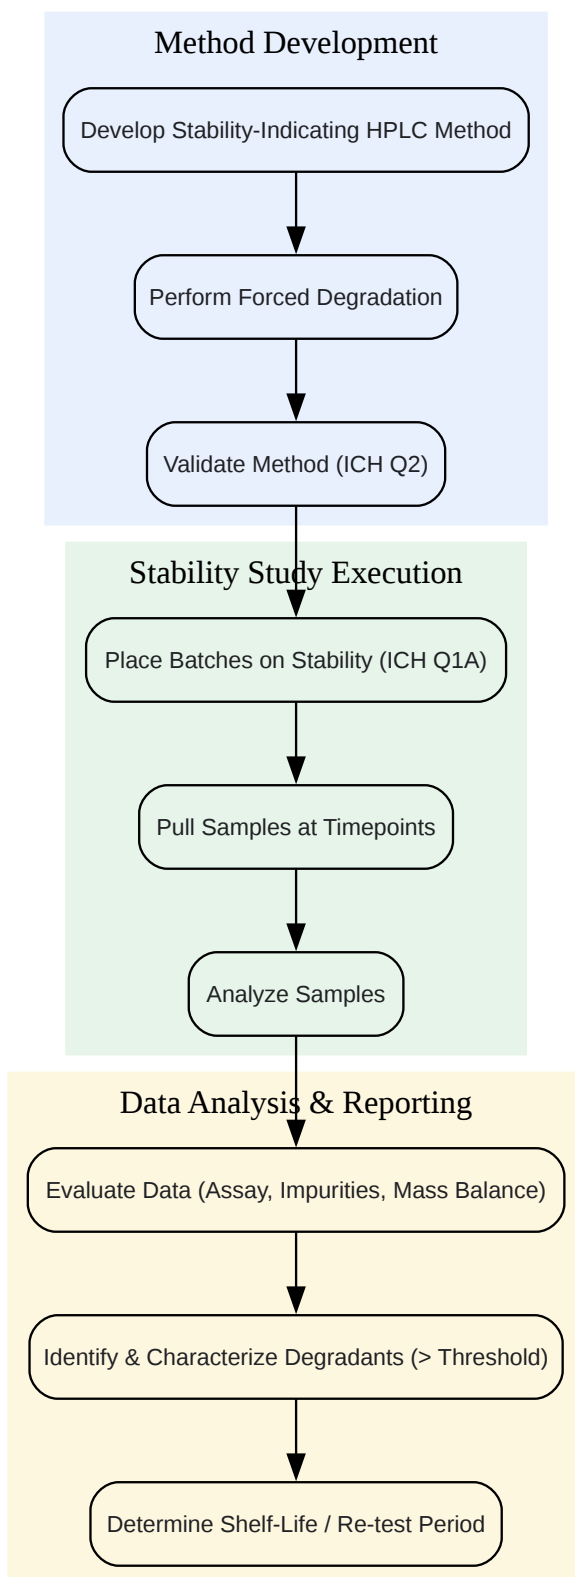 Method Development
Develop Stability-Indicating HPLC Method
Perform Forced Degradation
Validate Method (ICH Q2)
Stability Study Execution
Place Batches on Stability (ICH Q1A)
Pull Samples at Timepoints
Analyze Samples
Data Analysis & Reporting
Evaluate Data (Assay, Impurities, Mass Balance)
Identify & Characterize Degradants (> Threshold)
Determine Shelf-Life / Re-test Period